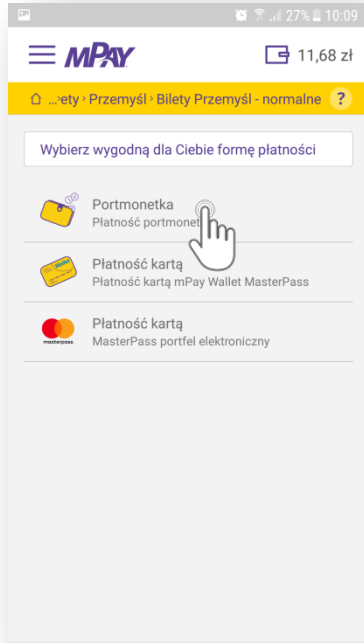 27% 10:09
mPAY 11,68 zł
...›ety › Przemyśl › Bilety Przemyśl - normalne ?
Wybierz wygodną dla Ciebie formę płatności
Portmonetka
Płatność portmonet
Płatność kartą
Płatność kartą mPay Wallet MasterPass
Płatność kartą
masterpass MasterPass portfel elektroniczny